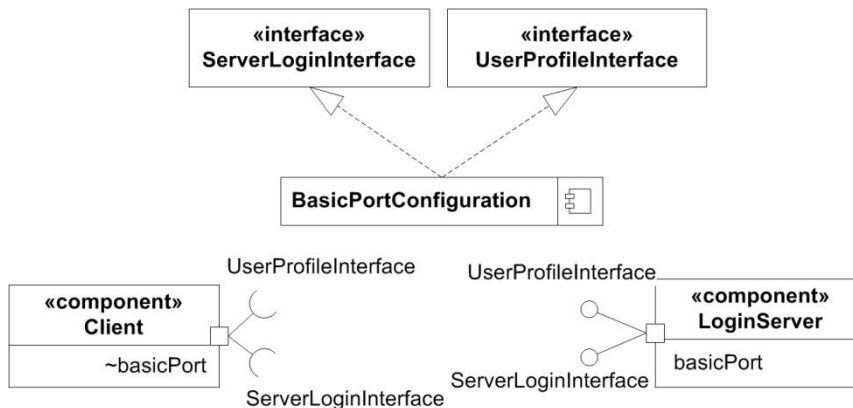 «interface»
ServerLoginInterface
«interface»
UserProfileInterface
BasicPortConfiguration
UserProfileInterface
«component»
Client
~basicPort
ServerLoginInterface
UserProfileInterface
«component»
LoginServer
basicPort
ServerLoginInterface